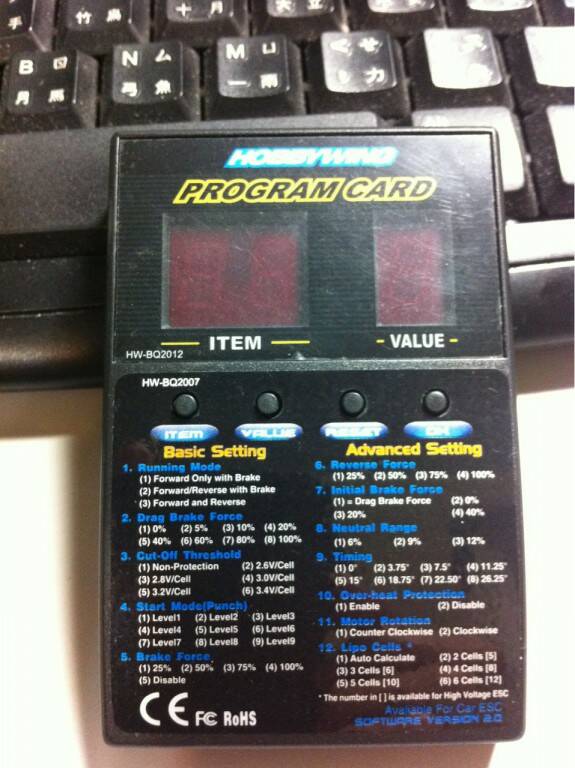 手
竹 ㄠ
十 ㄩ
月
B ㄖ
月 馬
N ㄙ
弓 魚
M ㄩ
一 雨
く ㄝ
, 力
HOBBYWING
PROGRAM CARD
ITEM
VALUE
HW-BQ2012
HW-BQ2007
ITEM VALUE RESET OK
Basic Setting
1. Running Mode
(1) Forward Only with Brake
(2) Forward/Reverse with Brake
(3) Forward and Reverse
2. Drag Brake Force
(1) 0% (2) 5% (3) 10% (4) 20%
(5) 40% (6) 60% (7) 80% (8) 100%
3. Cut-Off Threshold
(1) Non-Protection (2) 2.6V/Cell
(3) 2.8V/Cell (4) 3.0V/Cell
(5) 3.2V/Cell (6) 3.4V/Cell
4. Start Mode(Punch)
(1) Level1 (2) Level2 (3) Level3
(4) Level4 (5) Level5 (6) Level6
(7) Level7 (8) Level8 (9) Level9
5. Brake Force
(1) 25% (2) 50% (3) 75% (4) 100%
(5) Disable
CE FC RoHS
Advanced Setting
6. Reverse Force
(1) 25% (2) 50% (3) 75% (4) 100%
7. Initial Brake Force
(1) = Drag Brake Force (2) 0%
(3) 20% (4) 40%
8. Neutral Range
(1) 6% (2) 9% (3) 12%
9. Timing
(1) 0° (2) 3.75° (3) 7.5° (4) 11.25°
(5) 15° (6) 18.75° (7) 22.50° (8) 26.25°
10. Over-heat Protection
(1) Enable (2) Disable
11. Motor Rotation
(1) Counter Clockwise (2) Clockwise
12. Lipo Cells *
(1) Auto Calculate (2) 2 Cells [5]
(3) 3 Cells [6] (4) 4 Cells [8]
(5) 5 Cells [10] (6) 6 Cells [12]
* The number in [ ] is available for High Voltage ESC
Available For Car ESC
SOFTWARE VERSION 2.0